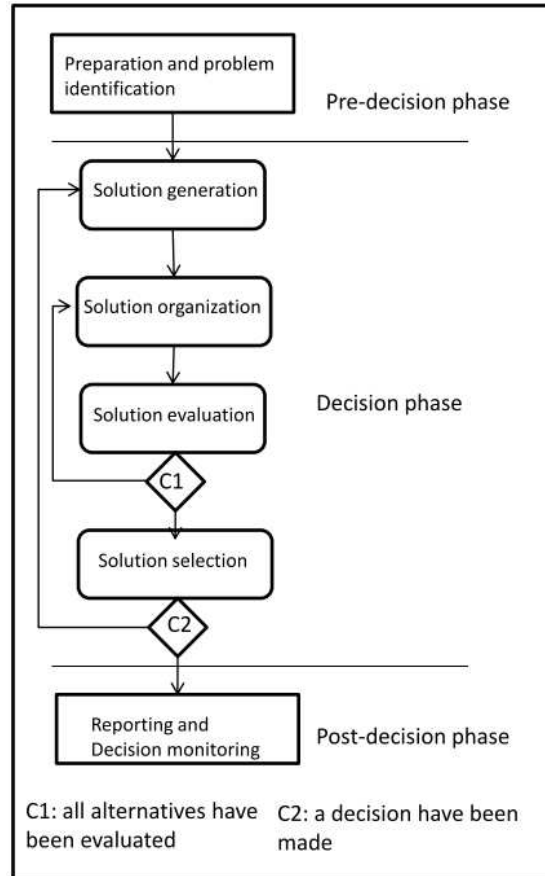 Preparation and problem
identification
Pre-decision phase
Solution generation
Solution organization
Solution evaluation
Decision phase
C1
Solution selection
C2
Reporting and
Decision monitoring
Post-decision phase
C1: all alternatives have
been evaluated
C2: a decision have been
made